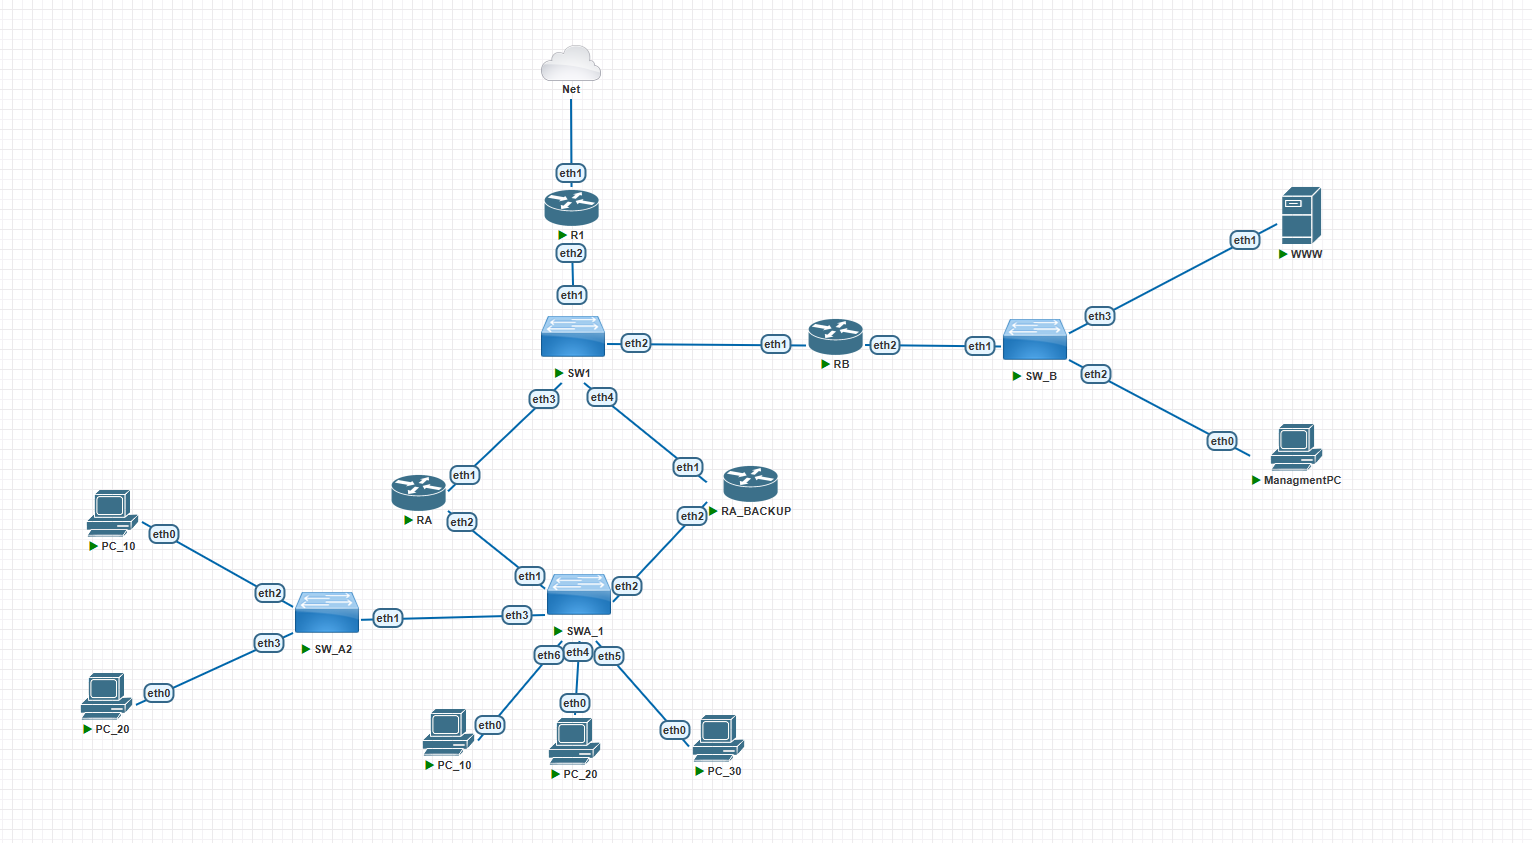 Net
eth1
R1
eth2
eth1
SW1
eth2
eth1
RB
eth2
eth1
SW_B
eth3
eth1
WWW
eth2
eth0
ManagmentPC
eth3
eth4
eth1
eth1
RA
eth2
eth2
RA_BACKUP
eth1
eth2
SWA_1
eth3
eth1
SW_A2
eth2
eth0
PC_10
eth3
eth0
PC_20
eth6
eth4
eth5
eth0
PC_10
eth0
PC_20
eth0
PC_30